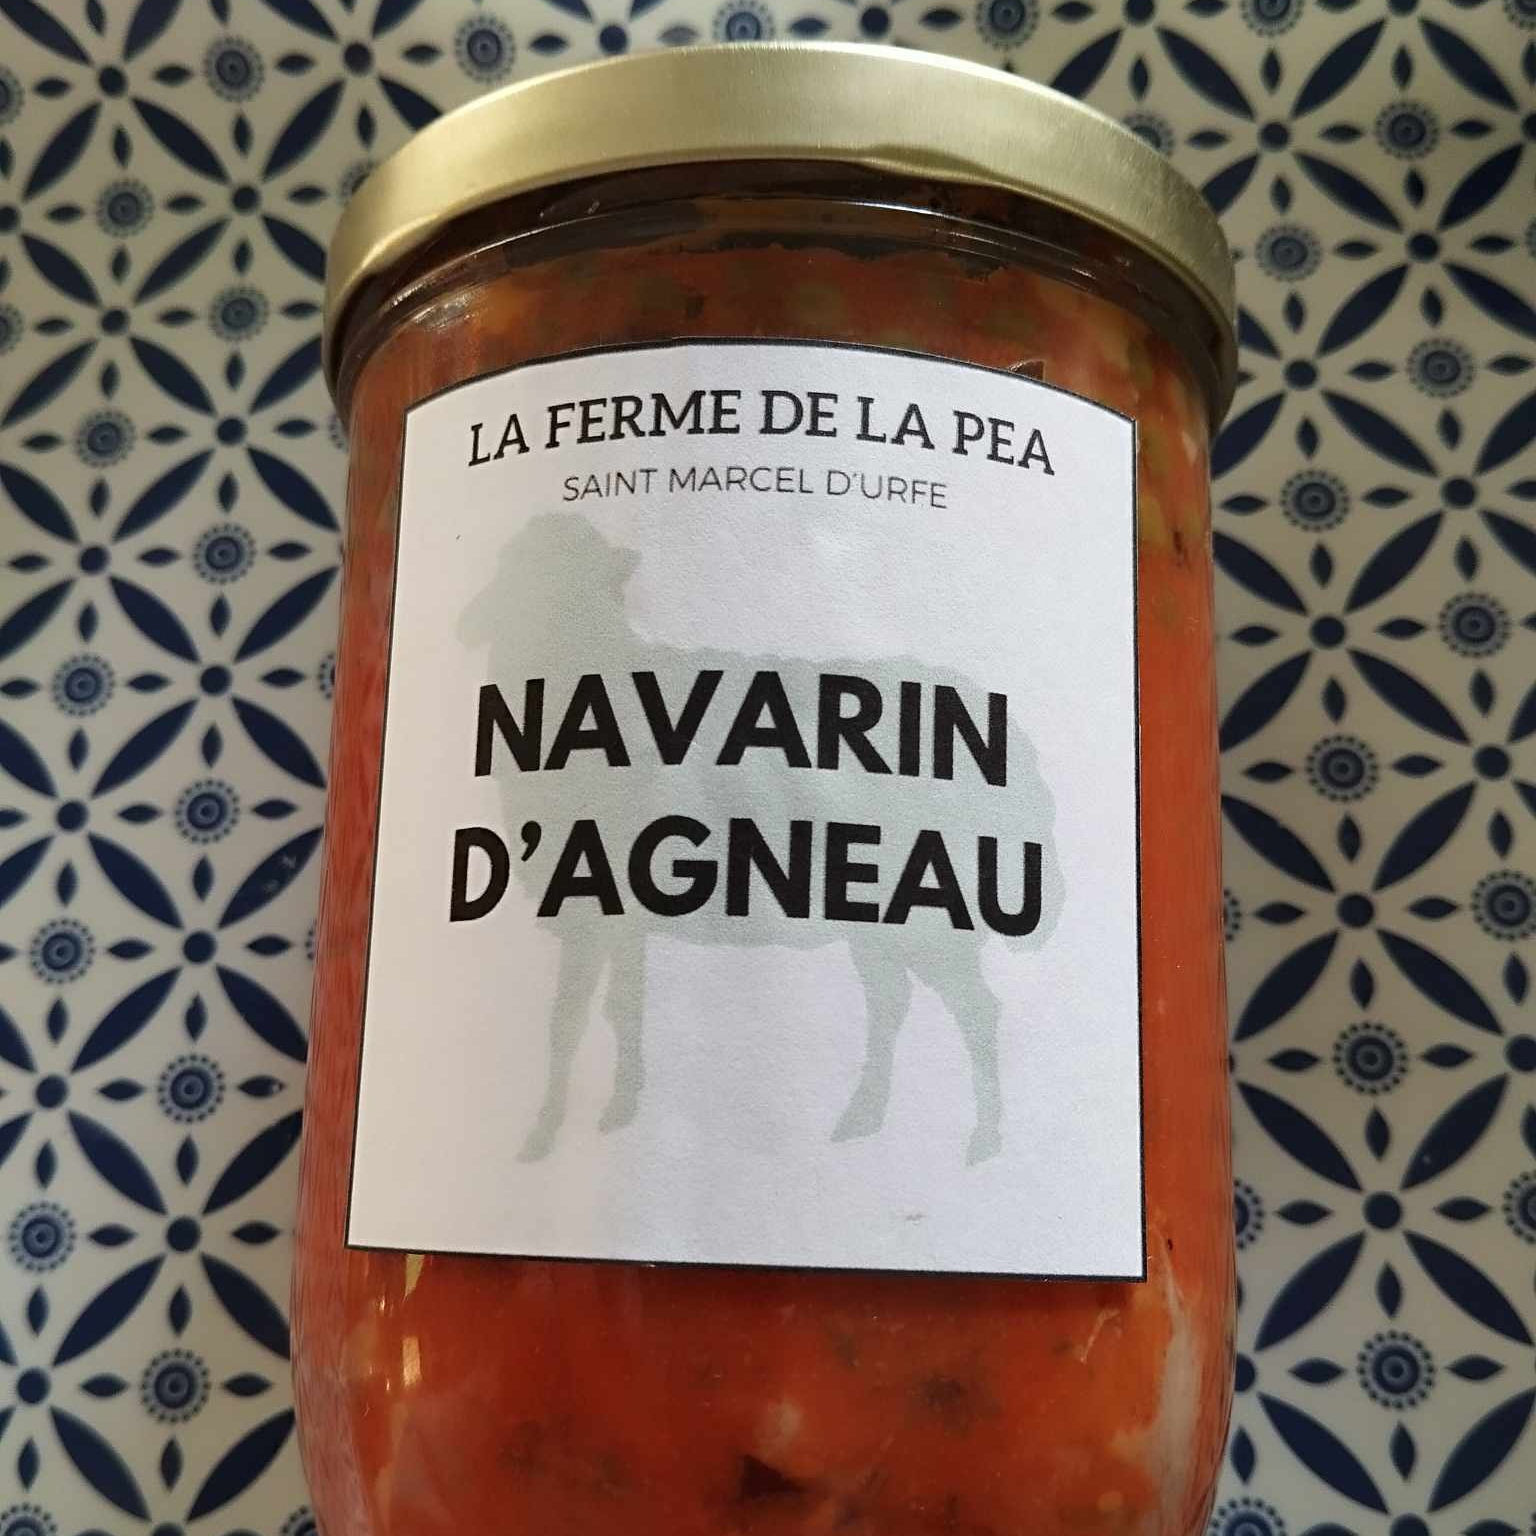 LA FERME DE LA PEA
SAINT MARCEL D'URFE
NAVARIN
D'AGNEAU